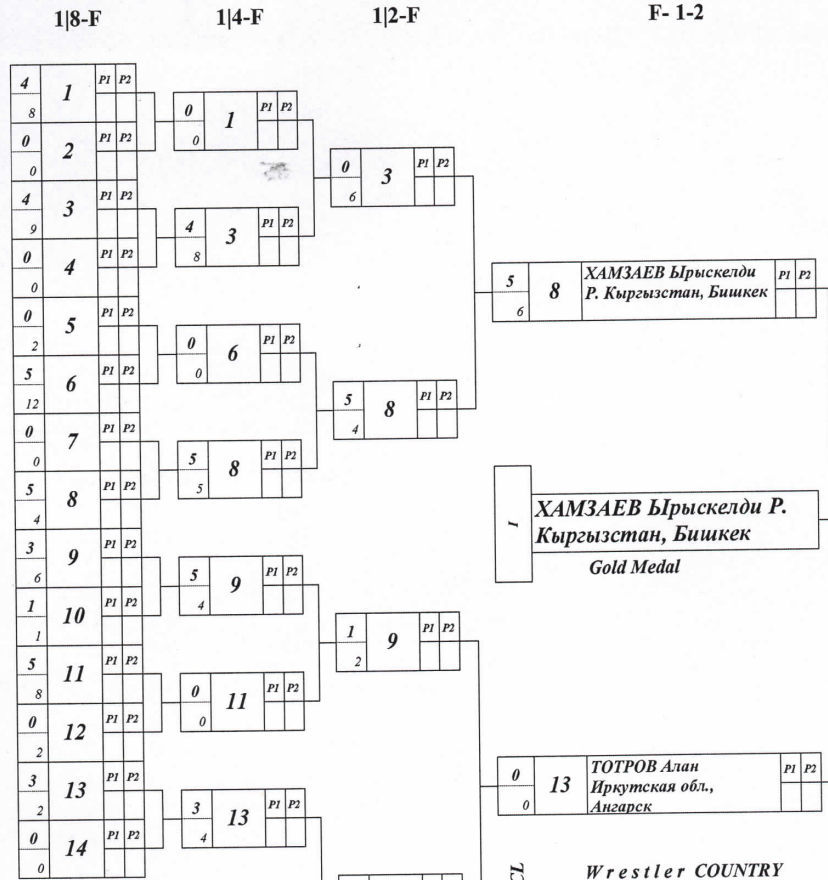 1|8-F 1|4-F 1|2-F F- 1-2
4 8 1 P1 P2
0 0 2 P1 P2
4 9 3 P1 P2
0 0 4 P1 P2
0 2 5 P1 P2
5 12 6 P1 P2
0 0 7 P1 P2
5 4 8 P1 P2
3 6 9 P1 P2
1 1 10 P1 P2
5 8 11 P1 P2
0 2 12 P1 P2
3 2 13 P1 P2
0 0 14 P1 P2
0 0 1 P1 P2
4 8 3 P1 P2
0 0 6 P1 P2
5 5 8 P1 P2
5 4 9 P1 P2
0 0 11 P1 P2
3 4 13 P1 P2
0 6 3 P1 P2
5 4 8 P1 P2
1 2 9 P1 P2
5 6 8 ХАМЗАЕВ Ырыскелди P1 P2
Р. Кыргызстан, Бишкек
I ХАМЗАЕВ Ырыскелди Р.
Кыргызстан, Бишкек
Gold Medal
0 0 13 ТОТРОВ Алан P1 P2
Иркутская обл.,
Ангарск
CL Wrestler COUNTRY